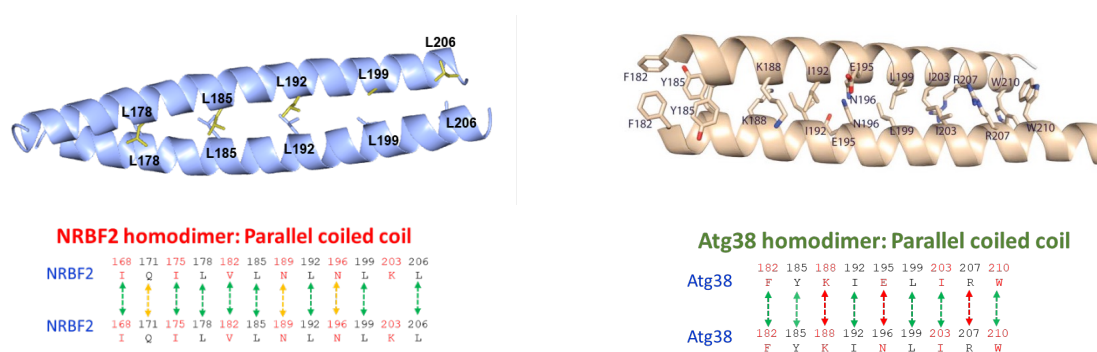 L206
L199
L192
L185
L178
L206
L199
L192
L185
L178
F182
Y185
K188
I192
E195
L199
I203
R207
W210
N196
Y185
F182
K188
I192
N196
L199
I203
W210
E195
R207
NRBF2 homodimer: Parallel coiled coil
168 171 175 178 182 185 189 192 196 199 203 206
NRBF2 I Q I L V L N L N L K L
NRBF2 168 171 175 178 182 185 189 192 196 199 203 206
I Q I L V L N L N L K L
Atg38 homodimer: Parallel coiled coil
182 185 188 192 195 199 203 207 210
Atg38 F Y K I E L I R W
Atg38 182 185 188 192 196 199 203 207 210
F Y K I N L I R W